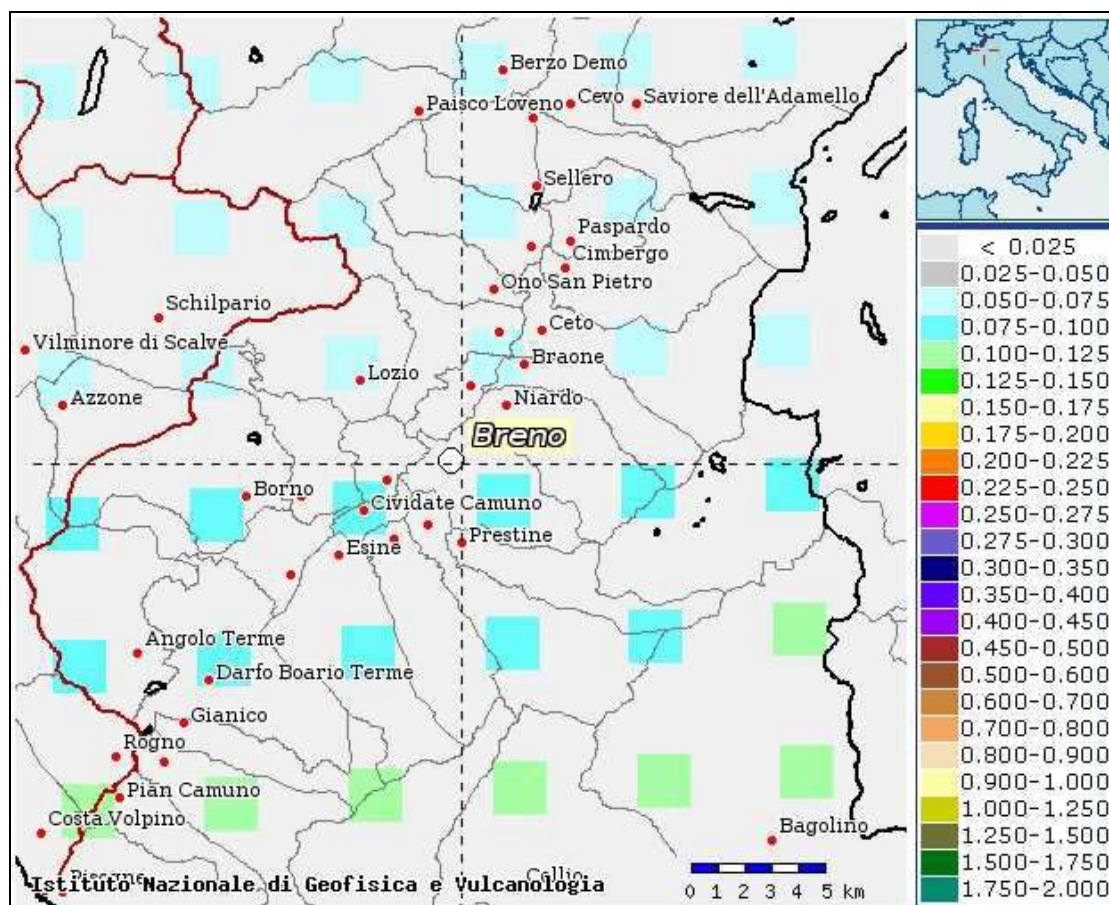 Berzo Demo
Paisco Loveno
Cevo
Saviore dell'Adamello
Sellero
Paspardo
Cimbergo
Ono San Pietro
Schilpario
Ceto
Vilminore di Scalve
Braone
Lozio
Azzone
Niardo
Breno
Borno
Cividate Camuno
Prestine
Esine
Angolo Terme
Darfo Boario Terme
Gianico
Rogno
Pian Camuno
Costa Volpino
Bagolino
Pisogne
Collio
Istituto Nazionale di Geofisica e Vulcanologia
0 1 2 3 4 5 km
< 0.025
0.025-0.050
0.050-0.075
0.075-0.100
0.100-0.125
0.125-0.150
0.150-0.175
0.175-0.200
0.200-0.225
0.225-0.250
0.250-0.275
0.275-0.300
0.300-0.350
0.350-0.400
0.400-0.450
0.450-0.500
0.500-0.600
0.600-0.700
0.700-0.800
0.800-0.900
0.900-1.000
1.000-1.250
1.250-1.500
1.500-1.750
1.750-2.000